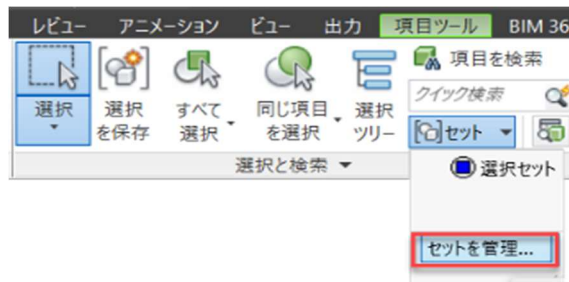 レビュー アニメーション ビュー 出力 項目ツール BIM 36
選択
選択
を保存
すべて
選択
同じ項目
を選択
選択
ツリー
項目を検索
クイック検索
セット
選択と検索
選択セット
セットを管理...